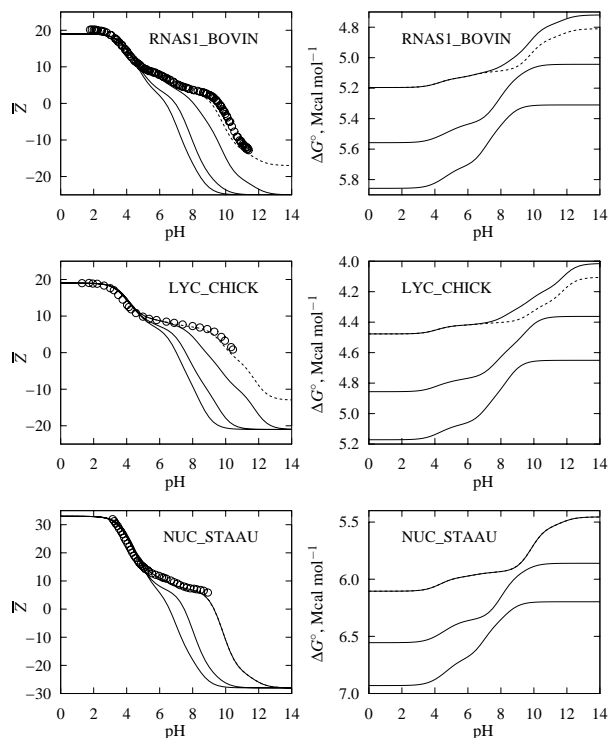 20
10
0
−10
−20
Z
RNAS1_BOVIN
0 2 4 6 8 10 12 14
pH
4.8
5.0
5.2
5.4
5.6
5.8
ΔG°, Mcal mol−1
RNAS1_BOVIN
0 2 4 6 8 10 12 14
pH
20
10
0
−10
−20
Z
LYC_CHICK
0 2 4 6 8 10 12 14
pH
4.0
4.2
4.4
4.6
4.8
5.0
5.2
ΔG°, Mcal mol−1
LYC_CHICK
0 2 4 6 8 10 12 14
pH
30
20
10
0
−10
−20
−30
Z
NUC_STAAU
0 2 4 6 8 10 12 14
pH
5.5
6.0
6.5
7.0
ΔG°, Mcal mol−1
NUC_STAAU
0 2 4 6 8 10 12 14
pH